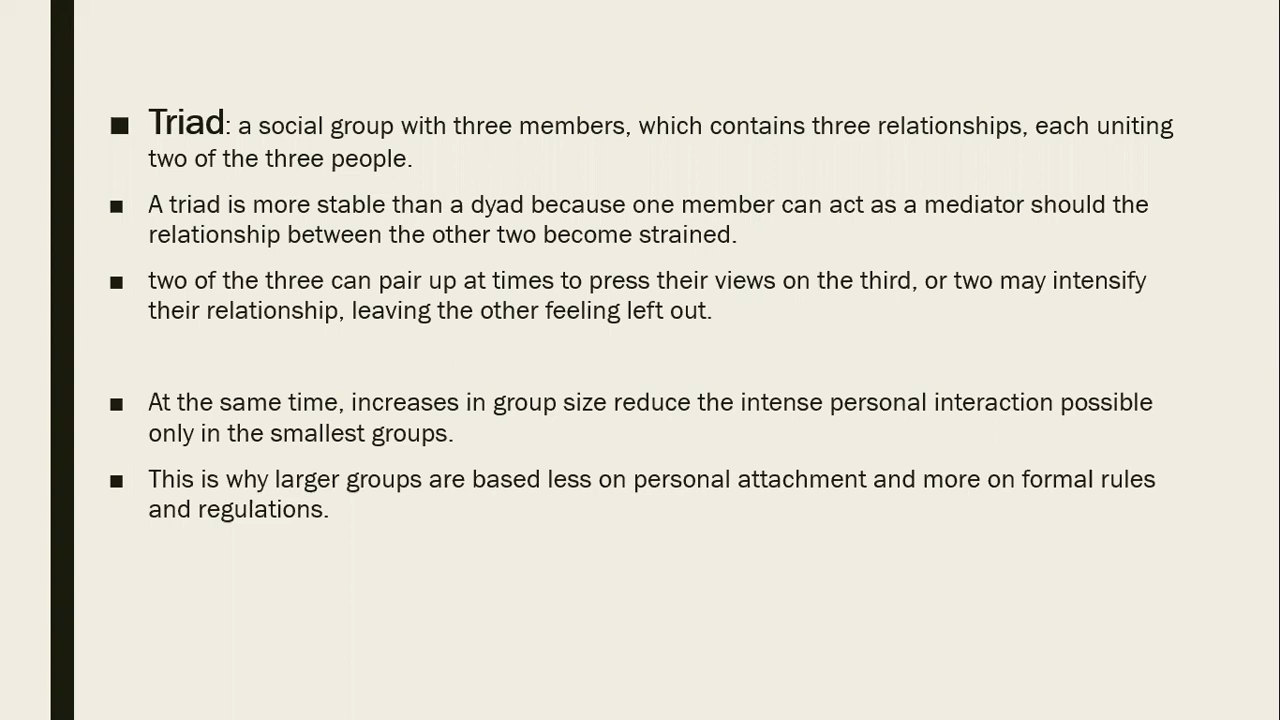 ■ Triad: a social group with three members, which contains three relationships, each uniting
two of the three people.
■ A triad is more stable than a dyad because one member can act as a mediator should the
relationship between the other two become strained.
■ two of the three can pair up at times to press their views on the third, or two may intensify
their relationship, leaving the other feeling left out.
■ At the same time, increases in group size reduce the intense personal interaction possible
only in the smallest groups.
■ This is why larger groups are based less on personal attachment and more on formal rules
and regulations.